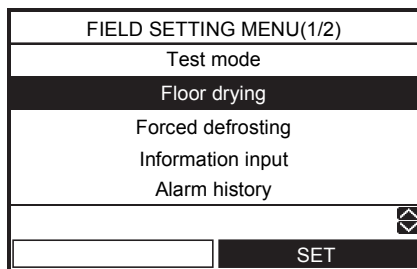 FIELD SETTING MENU(1/2)
Test mode
Floor drying
Forced defrosting
Information input
Alarm history
SET